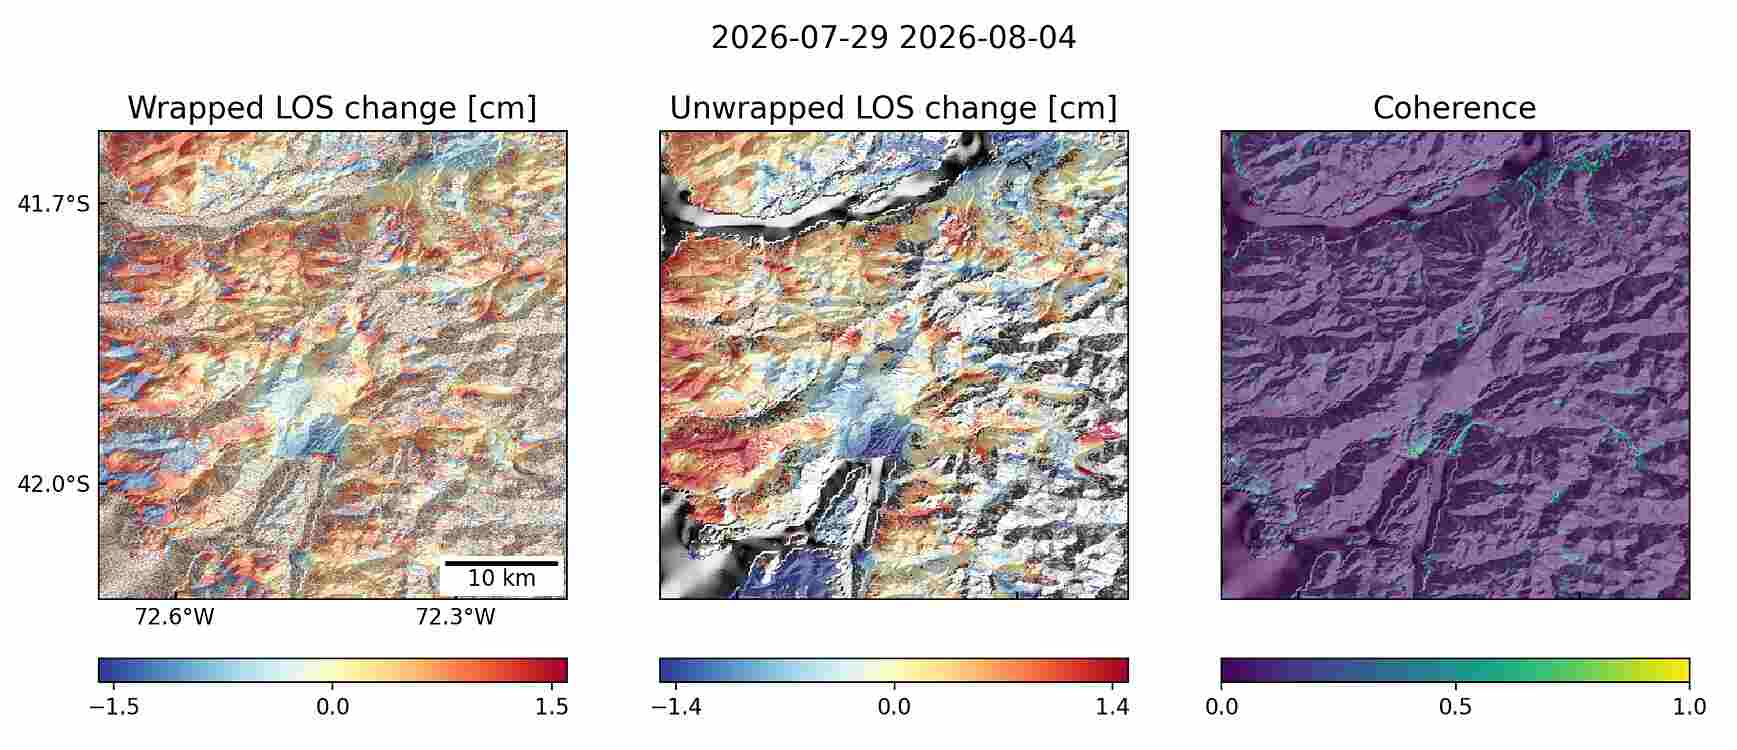 2026-07-29 2026-08-04
Wrapped LOS change [cm]
Unwrapped LOS change [cm]
Coherence
41.7°S
42.0°S
10 km
72.6°W
72.3°W
−1.5
0.0
1.5
−1.4
0.0
1.4
0.0
0.5
1.0